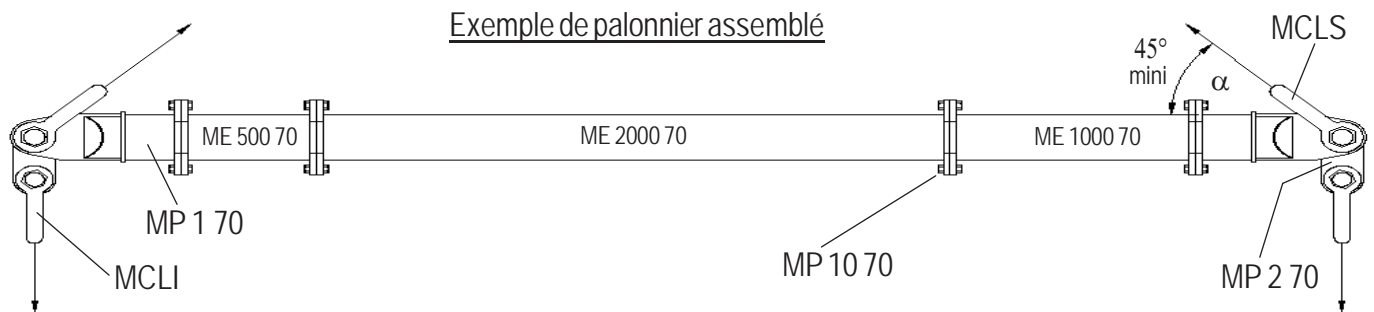 Exemple de palonnier assemblé
MCLS
45°
mini
α
ME 500 70
ME 2000 70
ME 1000 70
MP 1 70
MCLI
MP 10 70
MP 2 70